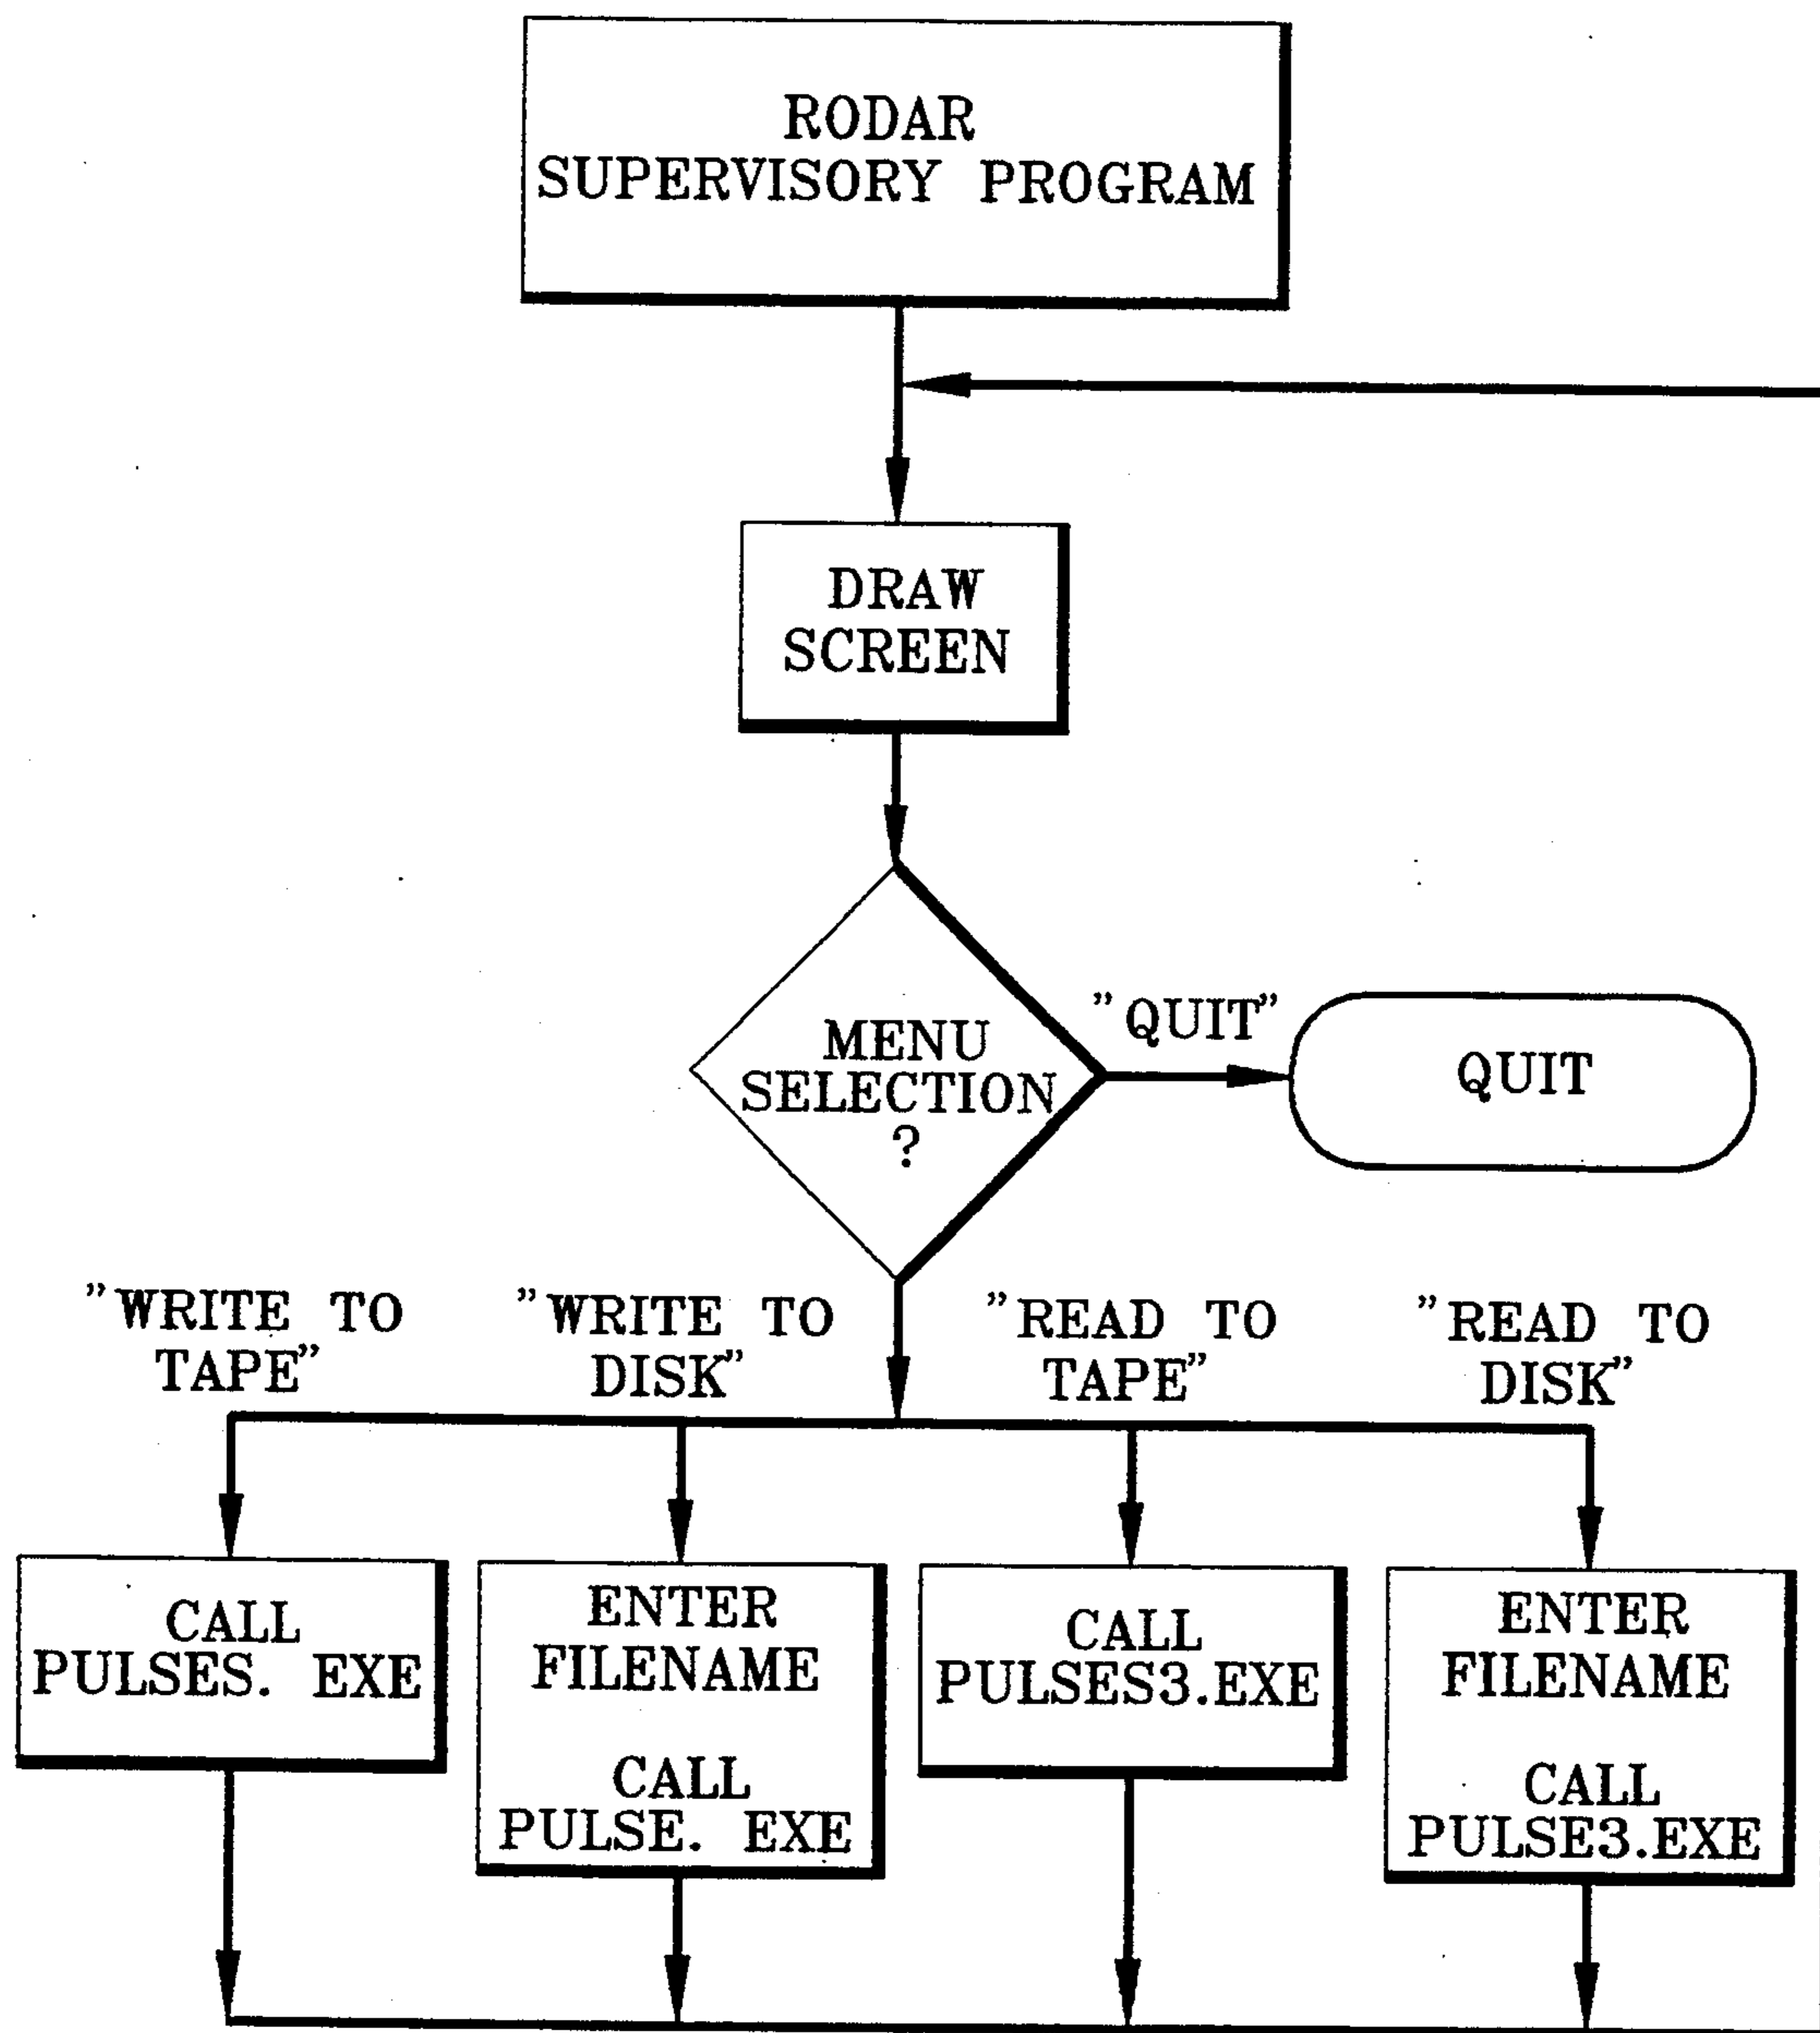 RODAR
SUPERVISORY PROGRAM
DRAW
SCREEN
MENU
SELECTION
?
"QUIT"
QUIT
"WRITE TO
TAPE"
"WRITE TO
DISK"
"READ TO
TAPE"
"READ TO
DISK"
CALL
PULSES. EXE
ENTER
FILENAME
CALL
PULSE. EXE
CALL
PULSES3.EXE
ENTER
FILENAME
CALL
PULSE3.EXE